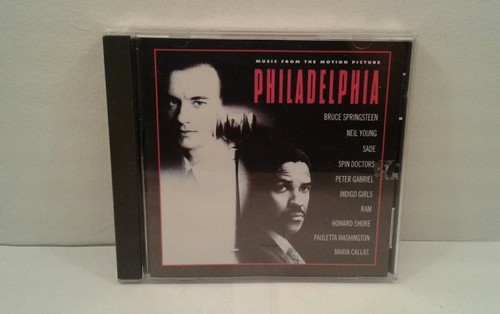 MUSIC FROM THE MOTION PICTURE
PHILADELPHIA
BRUCE SPRINGSTEEN
NEIL YOUNG
SADE
SPIN DOCTORS
PETER GABRIEL
INDIGO GIRLS
RAM
HOWARD SHORE
PAULETTA WASHINGTON
MARIA CALLAS